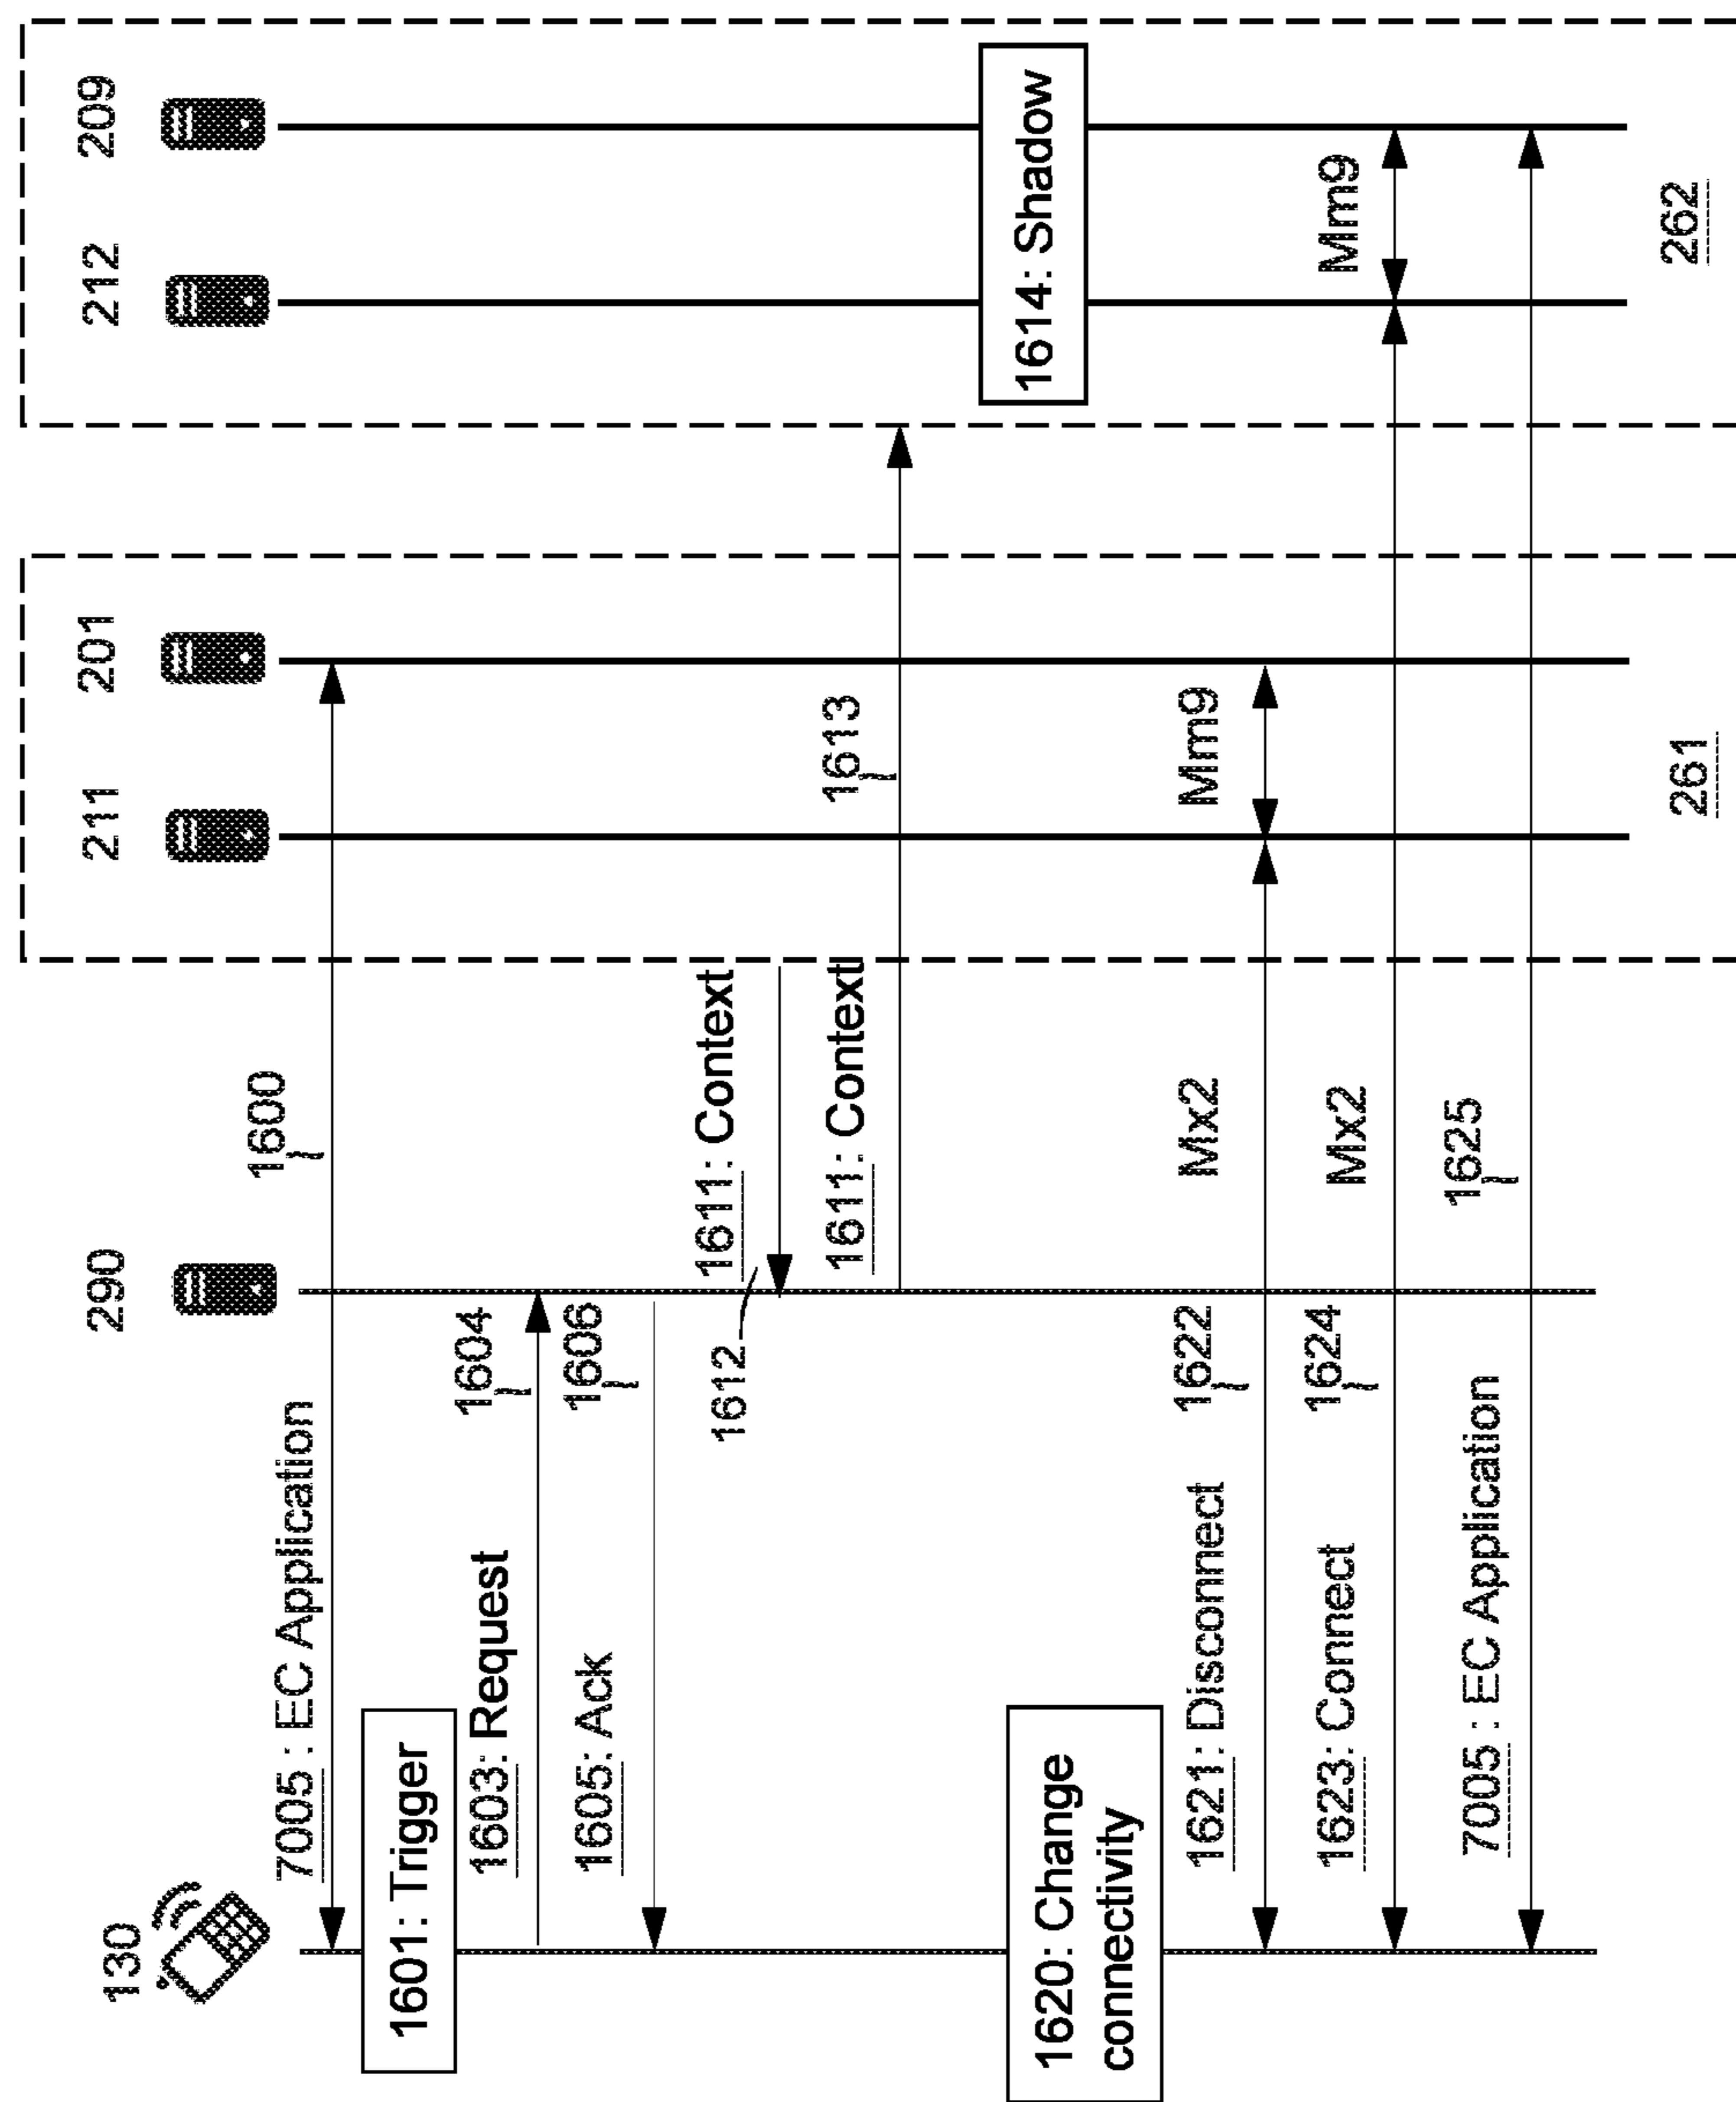 130
290
211
201
212
209
7005 : EC Application
1600
1601: Trigger
1603: Request
1604
1605: Ack
1606
1611: Context
1612
1611: Context
1613
1614: Shadow
1620: Change
connectivity
1621: Disconnect
1622
Mx2
Mm9
1623: Connect
1624
Mx2
Mm9
7005 : EC Application
1625
261
262